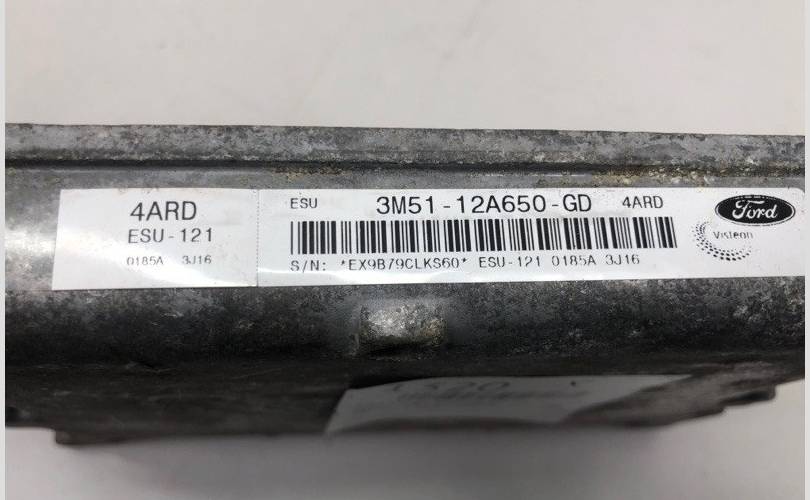 4ARD
ESU-121
0185A 3J16
ESU 3M51-12A650-GD 4ARD
S/N: *EX9B79CLKS60* ESU-121 0185A 3J16
Ford
Visteon